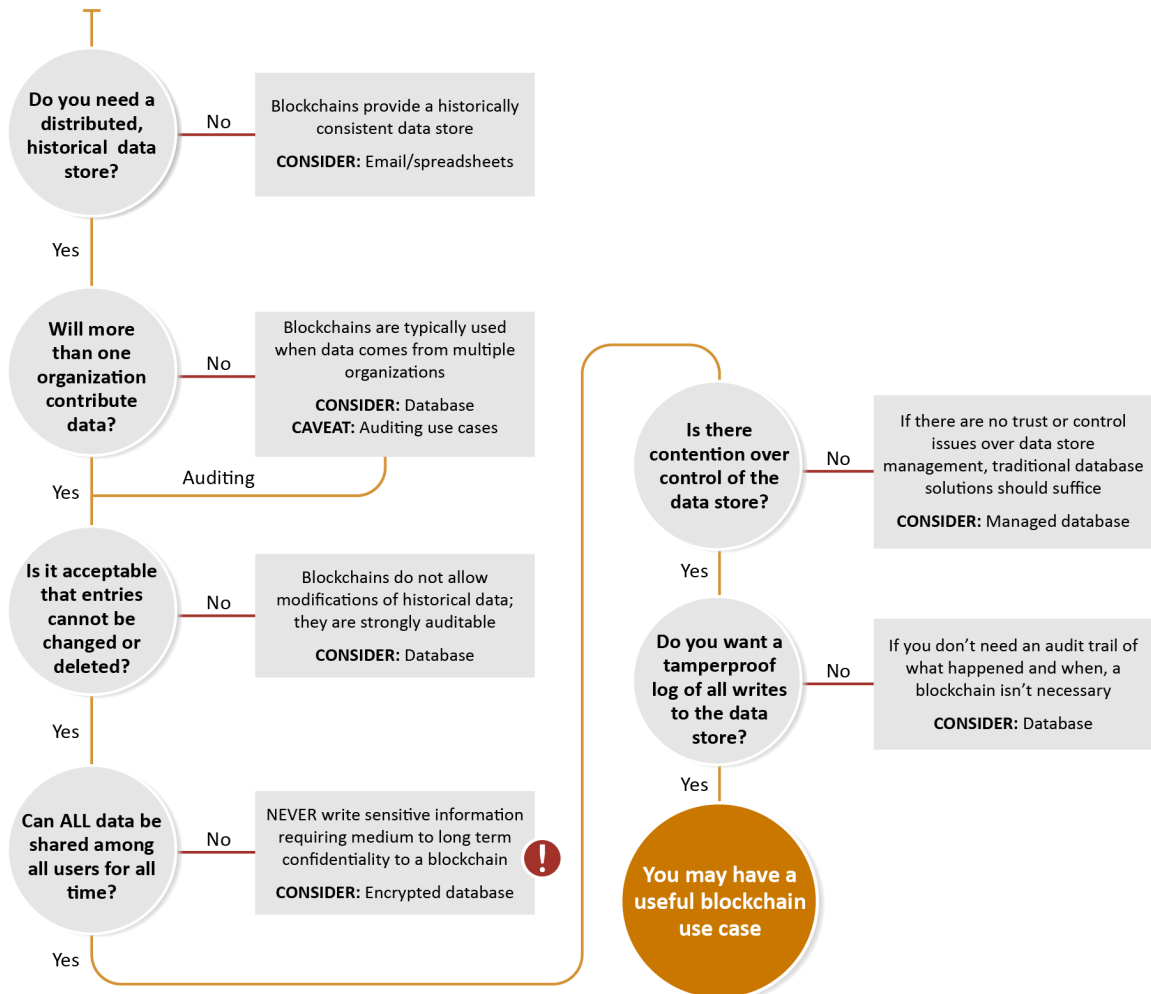 Do you need a
distributed,
historical data
store?
No
Blockchains provide a historically
consistent data store
CONSIDER: Email/spreadsheets
Yes
Will more
than one
organization
contribute
data?
No
Blockchains are typically used
when data comes from multiple
organizations
CONSIDER: Database
CAVEAT: Auditing use cases
Auditing
Yes
Is it acceptable
that entries
cannot be
changed or
deleted?
No
Blockchains do not allow
modifications of historical data;
they are strongly auditable
CONSIDER: Database
Yes
Can ALL data be
shared among
all users for all
time?
No
NEVER write sensitive information
requiring medium to long term
confidentiality to a blockchain
CONSIDER: Encrypted database
!
Yes
Is there
contention over
control of the
data store?
No
If there are no trust or control
issues over data store
management, traditional database
solutions should suffice
CONSIDER: Managed database
Yes
Do you want a
tamperproof
log of all writes
to the data
store?
No
If you don’t need an audit trail of
what happened and when, a
blockchain isn’t necessary
CONSIDER: Database
Yes
You may have a
useful blockchain
use case